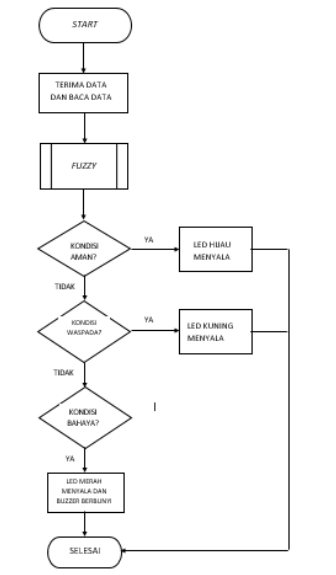 START
TERIMA DATA
DAN BACA DATA
FUZZY
KONDISI
AMAN?
YA
LED HIJAU
MENYALA
TIDAK
KONDISI
WASPADA?
YA
LED KUNING
MENYALA
TIDAK
KONDISI
BAHAYA?
YA
LED MERAH
MENYALA DAN
BUZZER BERBUNYI
SELESAI